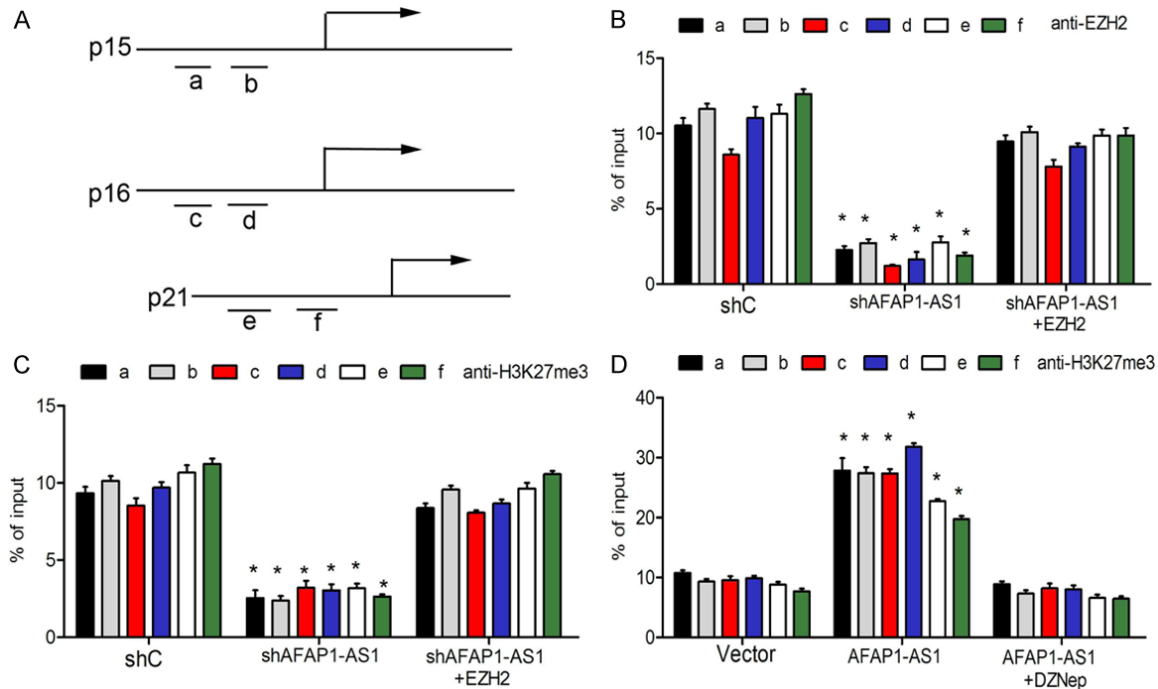 A
p15
a b
p16
c d
p21
e f
B
a b c d e f anti-EZH2
% of input
15
10
5
0
* * * * * *
shC shAFAP1-AS1 shAFAP1-AS1
+EZH2
C
a b c d e f anti-H3K27me3
% of input
15
10
5
0
* * * * * *
shC shAFAP1-AS1 shAFAP1-AS1
+EZH2
D
a b c d e f anti-H3K27me3
% of input
40
30
20
10
0
* * * * * *
Vector AFAP1-AS1 AFAP1-AS1
+DZNep